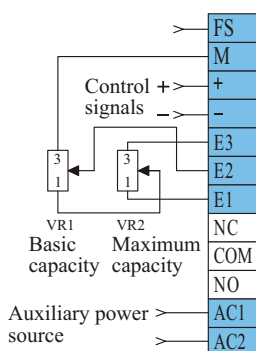 FS
M
Control + +
signals − −
E3
3 3 E2
1 1 E1
VR1 VR2
Basic Maximum
capacity capacity
NC
COM
NO
Auxiliary power AC1
source AC2